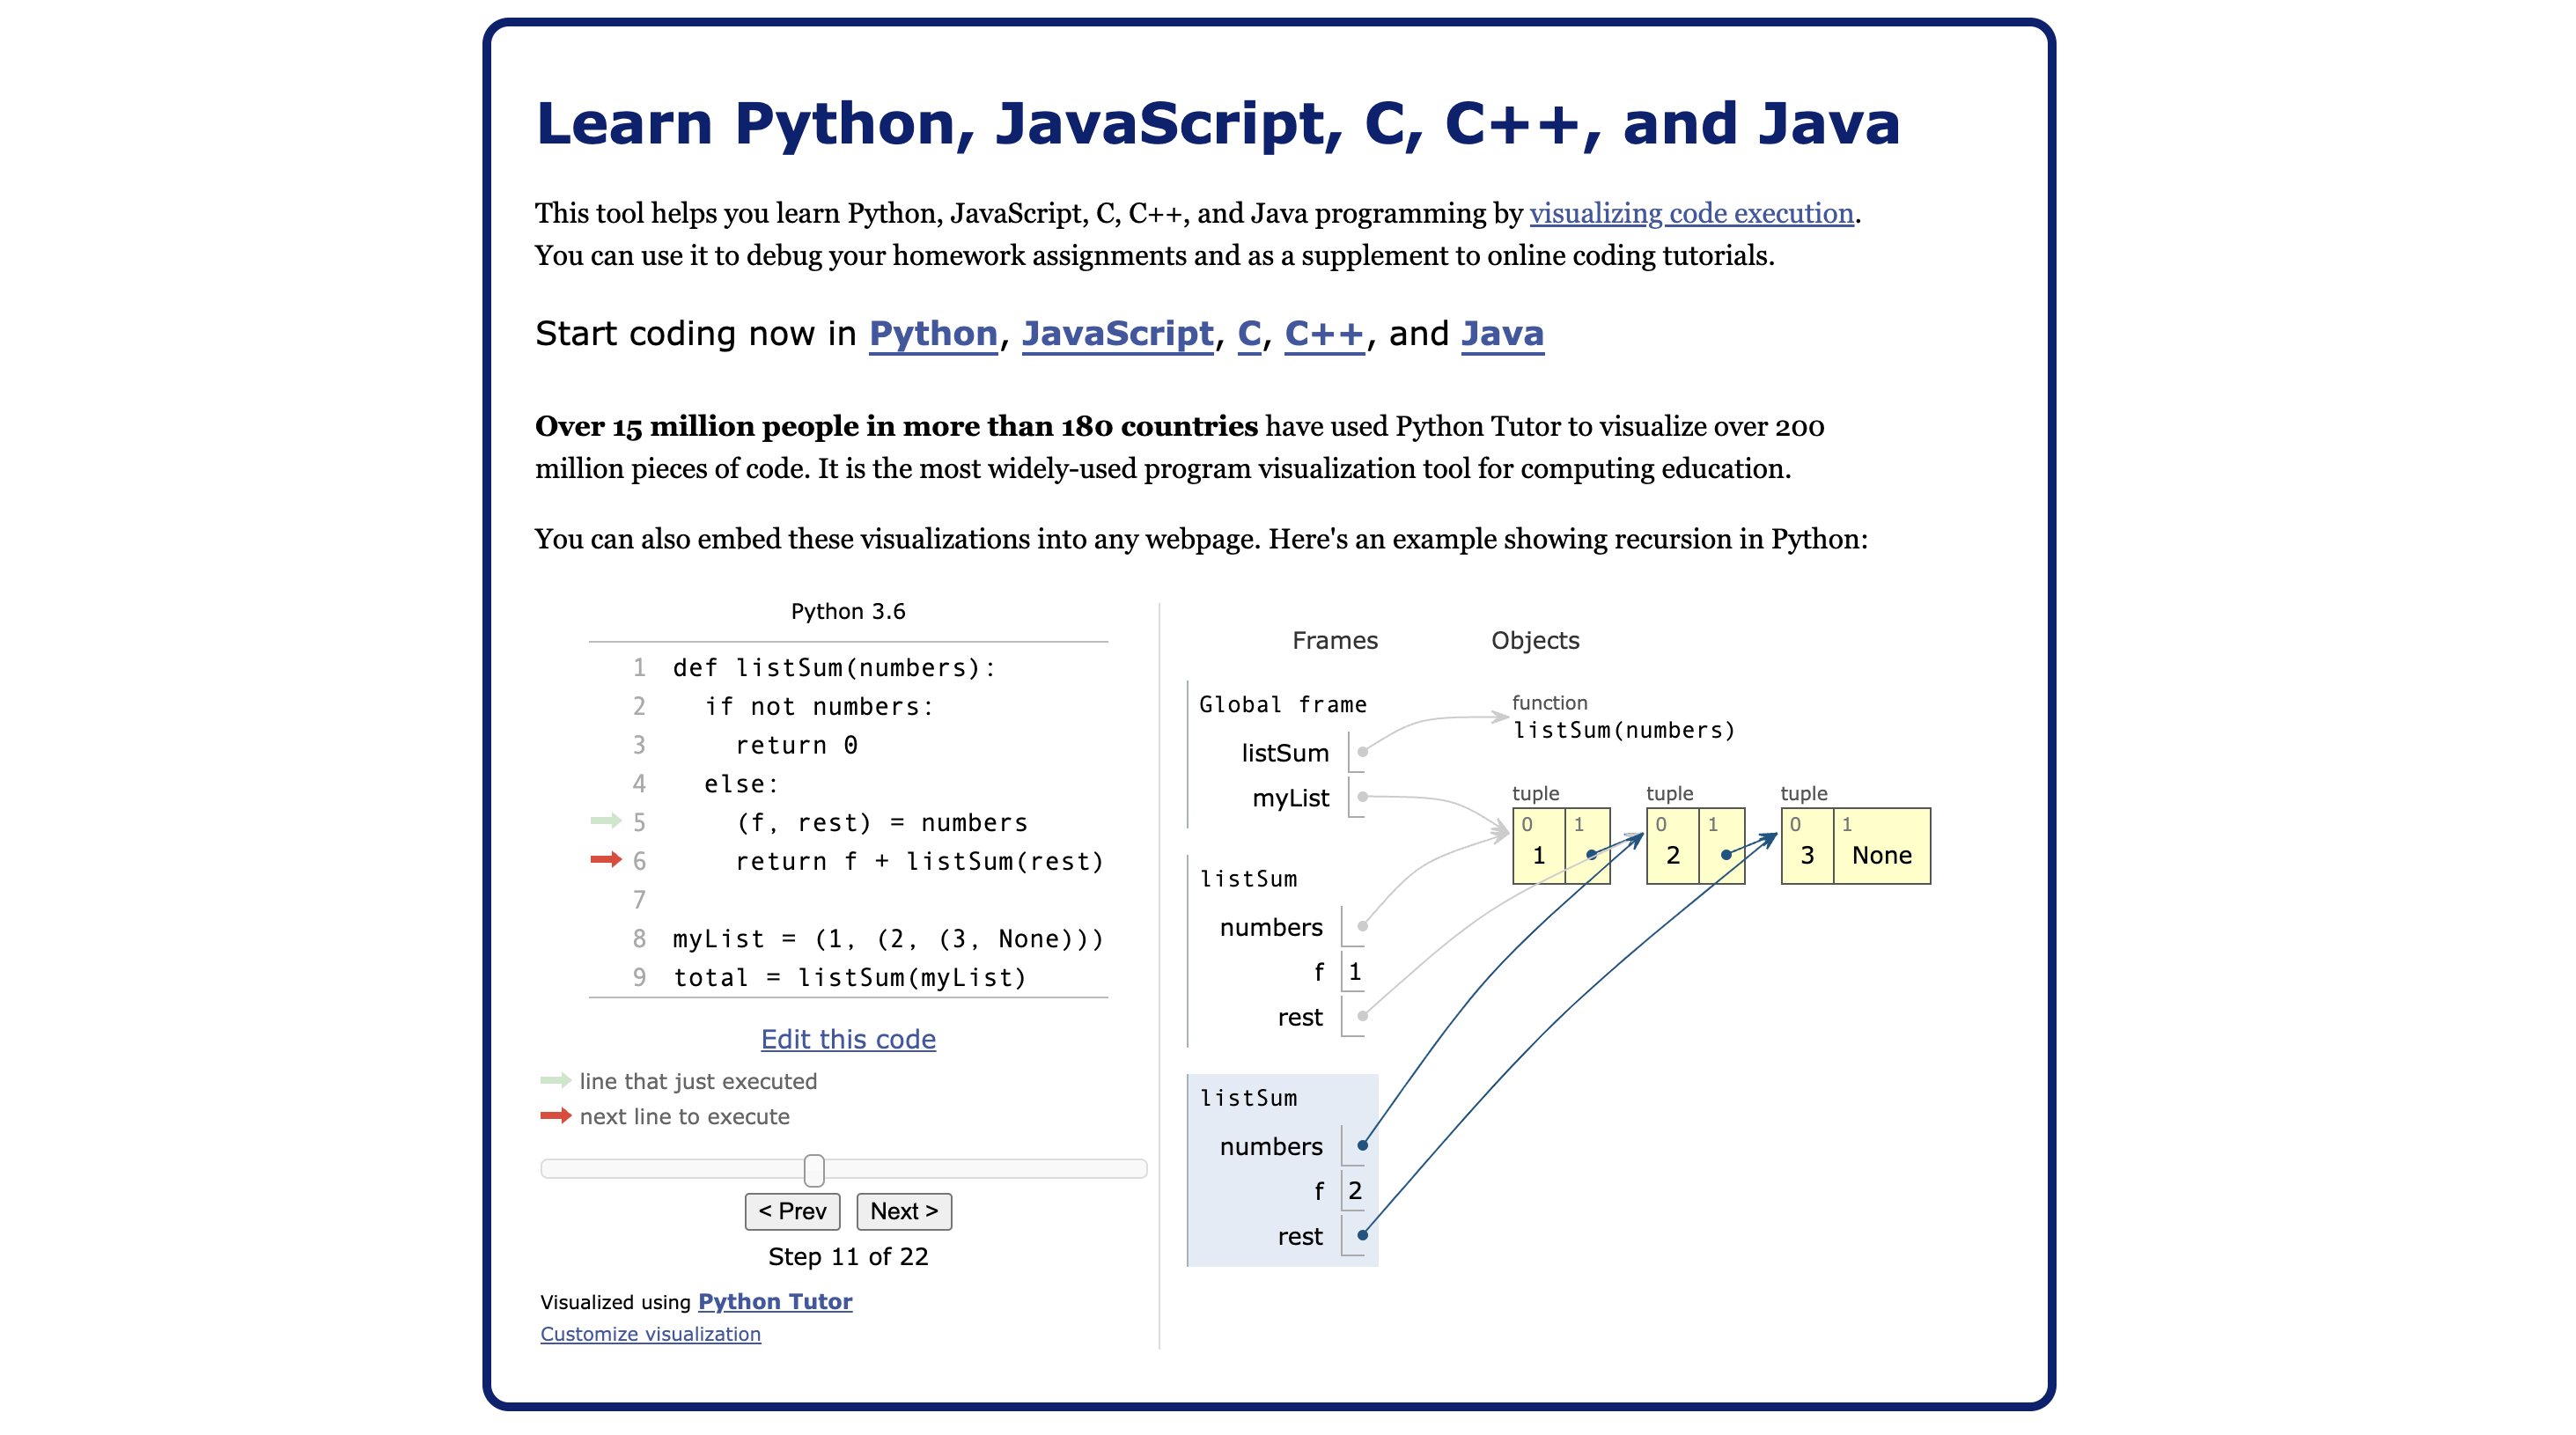 Learn Python, JavaScript, C, C++, and Java
This tool helps you learn Python, JavaScript, C, C++, and Java programming by visualizing code execution.
You can use it to debug your homework assignments and as a supplement to online coding tutorials.
Start coding now in Python, JavaScript, C, C++, and Java
Over 15 million people in more than 180 countries have used Python Tutor to visualize over 200
million pieces of code. It is the most widely-used program visualization tool for computing education.
You can also embed these visualizations into any webpage. Here's an example showing recursion in Python:
Python 3.6
1 def listSum(numbers):
2   if not numbers:
3     return 0
4   else:
5     (f, rest) = numbers
6     return f + listSum(rest)
7
8 myList = (1, (2, (3, None)))
9 total = listSum(myList)
Edit this code
line that just executed
next line to execute
< Prev Next >
Step 11 of 22
Visualized using Python Tutor
Customize visualization
Frames Objects
Global frame
listSum
myList
function
listSum(numbers)
tuple tuple tuple
0 1 0 1 0 1
1 2 3 None
listSum
numbers
f 1
rest
listSum
numbers
f 2
rest